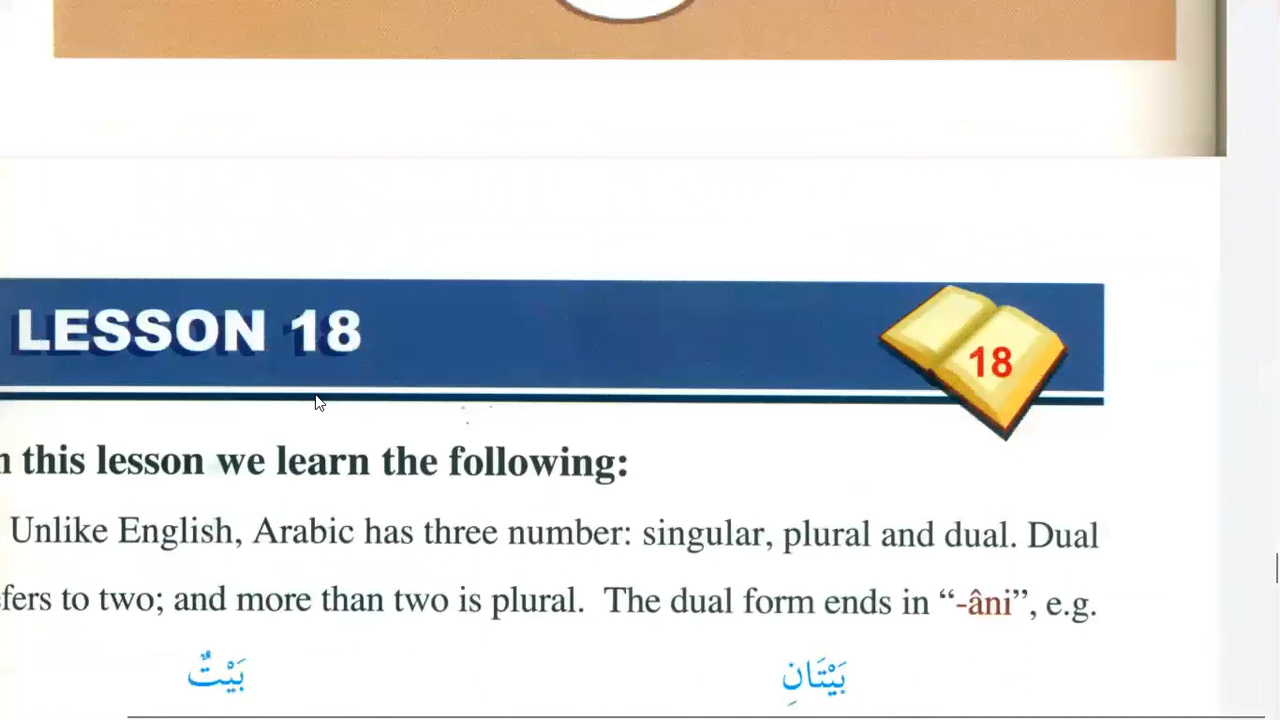 LESSON 18
18
this lesson we learn the following:
Unlike English, Arabic has three number: singular, plural and dual. Dual
fers to two; and more than two is plural. The dual form ends in “-âni”, e.g.
بَيْتٌ بَيْتَانِ